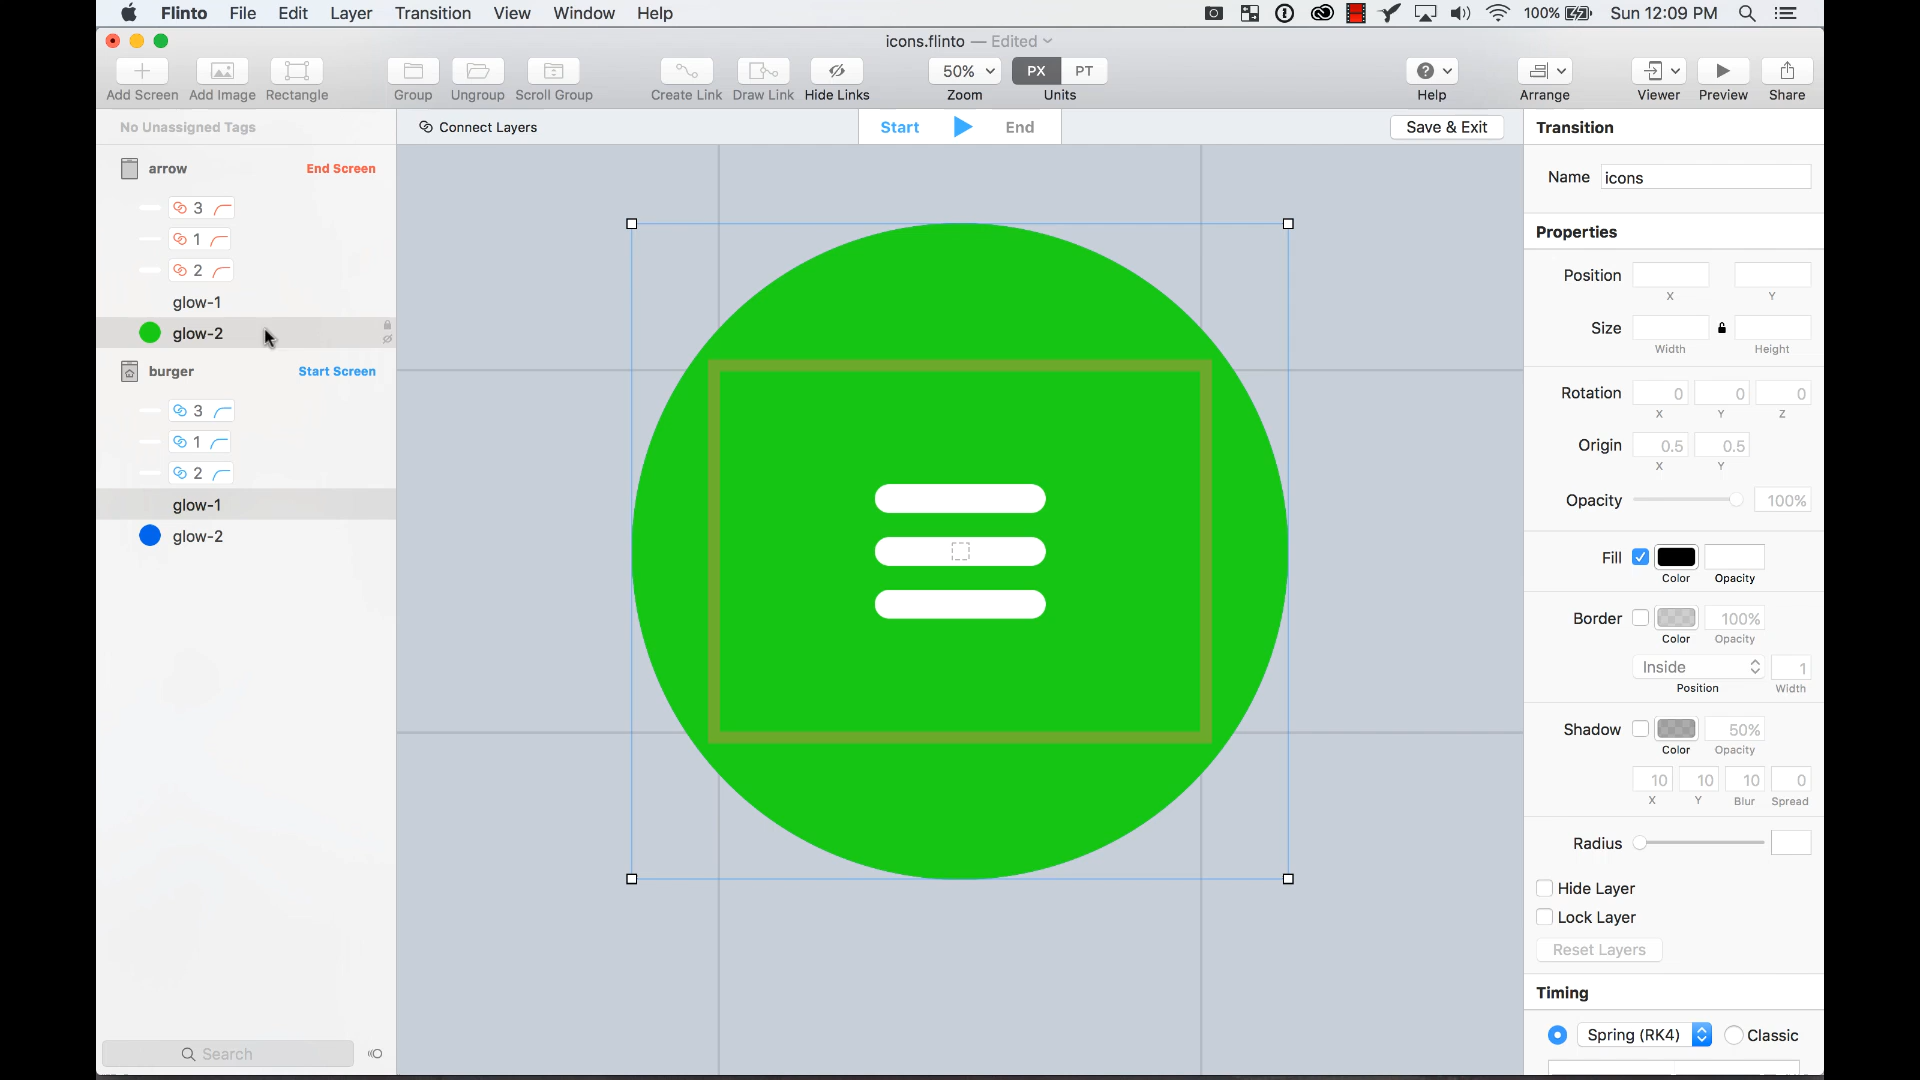 Flinto File Edit Layer Transition View Window Help 100% Sun 12:09 PM
icons.flinto — Edited
Add Screen Add Image Rectangle Group Ungroup Scroll Group Create Link Draw Link Hide Links 50% Zoom PX PT Units Help Arrange Viewer Preview Share
No Unassigned Tags
Connect Layers
Start End
Save & Exit
arrow End Screen
3
1
2
glow-1
glow-2
burger Start Screen
3
1
2
glow-1
glow-2
Search
Transition
Name icons
Properties
Position
X Y
Size
Width Height
Rotation 0 0 0
X Y Z
Origin 0.5 0.5
X Y
Opacity 100%
Fill
Color Opacity
Border 100%
Color Opacity
Inside 1
Position Width
Shadow 50%
Color Opacity
10 10 10 0
X Y Blur Spread
Radius
Hide Layer
Lock Layer
Reset Layers
Timing
Spring (RK4) Classic